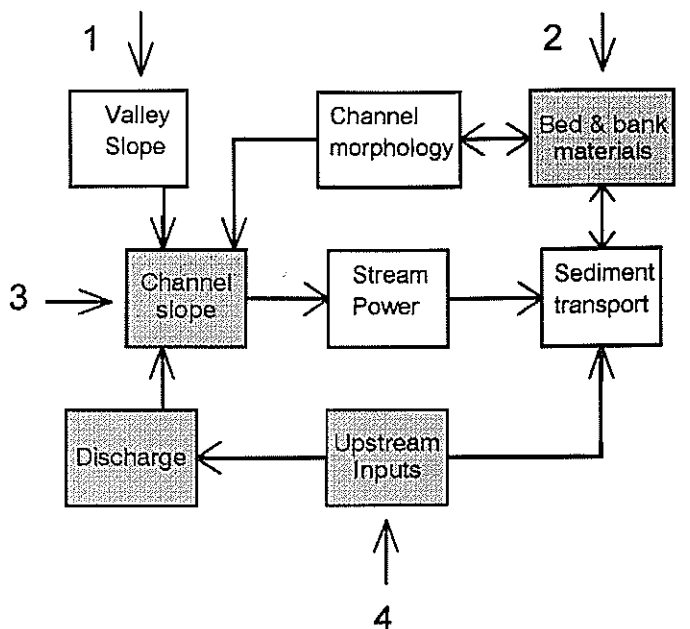 1
2
Valley
Slope
Channel
morphology
Bed & bank
materials
3
Channel
slope
Stream
Power
Sediment
transport
Discharge
Upstream
Inputs
4